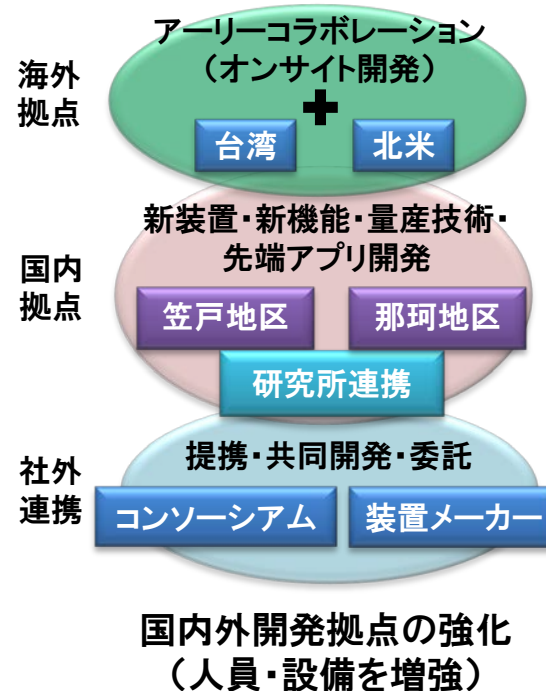 アーリーコラボレーション
（オンサイト開発）
海外
拠点
＋
台湾
北米
新装置・新機能・量産技術・
先端アプリ開発
国内
拠点
笠戸地区
那珂地区
研究所連携
提携・共同開発・委託
社外
連携
コンソーシアム
装置メーカー
国内外開発拠点の強化
（人員・設備を増強）